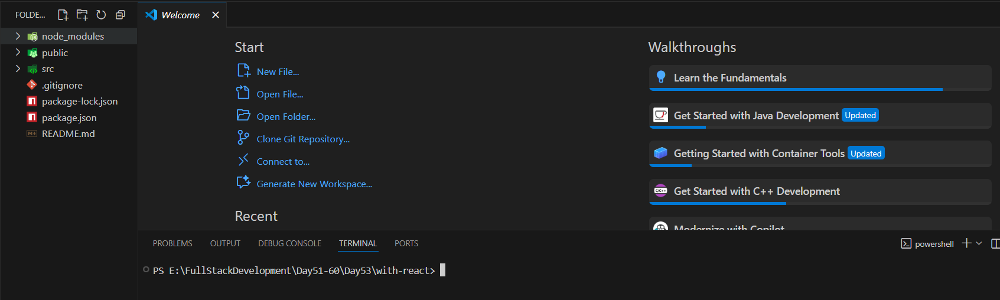 FOLDE...
Welcome
node_modules
public
src
.gitignore
package-lock.json
package.json
README.md
Start
New File...
Open File...
Open Folder...
Clone Git Repository...
Connect to...
Generate New Workspace...
Recent
Walkthroughs
Learn the Fundamentals
Get Started with Java Development Updated
Getting Started with Container Tools Updated
C/C++ Get Started with C++ Development
Modernize with Copilot
PROBLEMS OUTPUT DEBUG CONSOLE TERMINAL PORTS
powershell
PS E:\FullStackDevelopment\Day51-60\Day53\with-react>